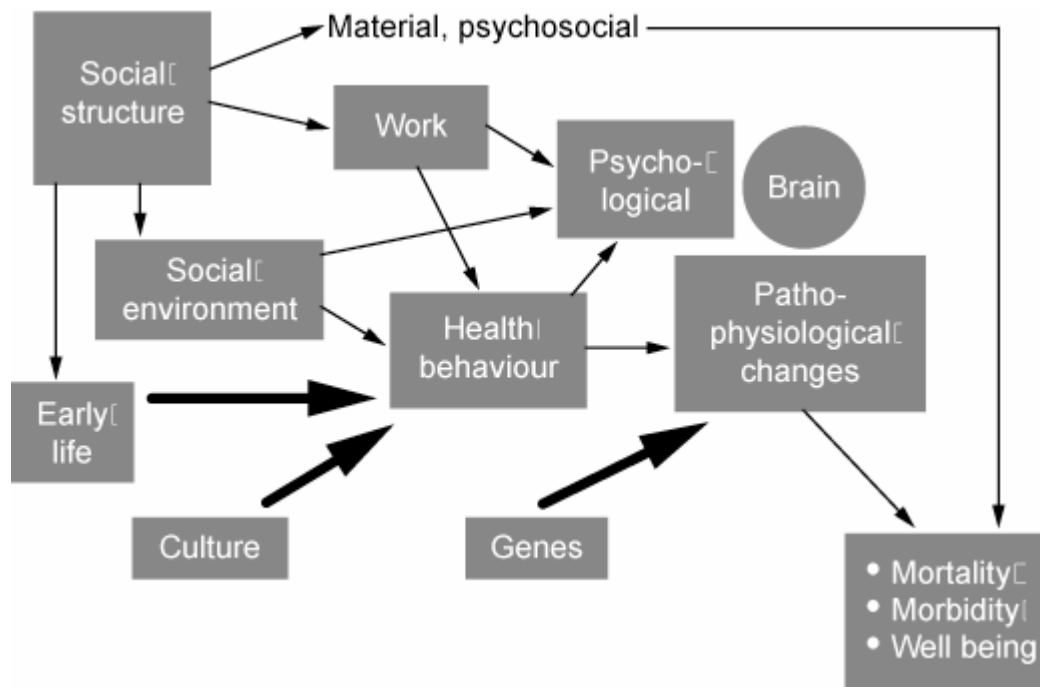 Material, psychosocial
Social
structure
Work
Psycho-
logical
Brain
Social
environment
Health
behaviour
Patho-
physiological
changes
Early
life
Culture
Genes
• Mortality
• Morbidity
• Well being